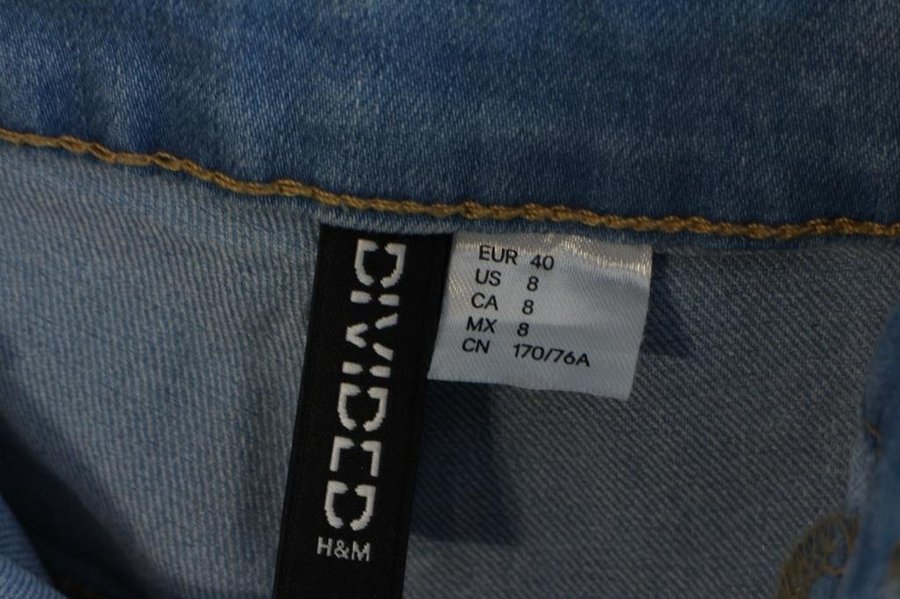 DIVIDED
H&M
EUR 40
US 8
CA 8
MX 8
CN 170/76A